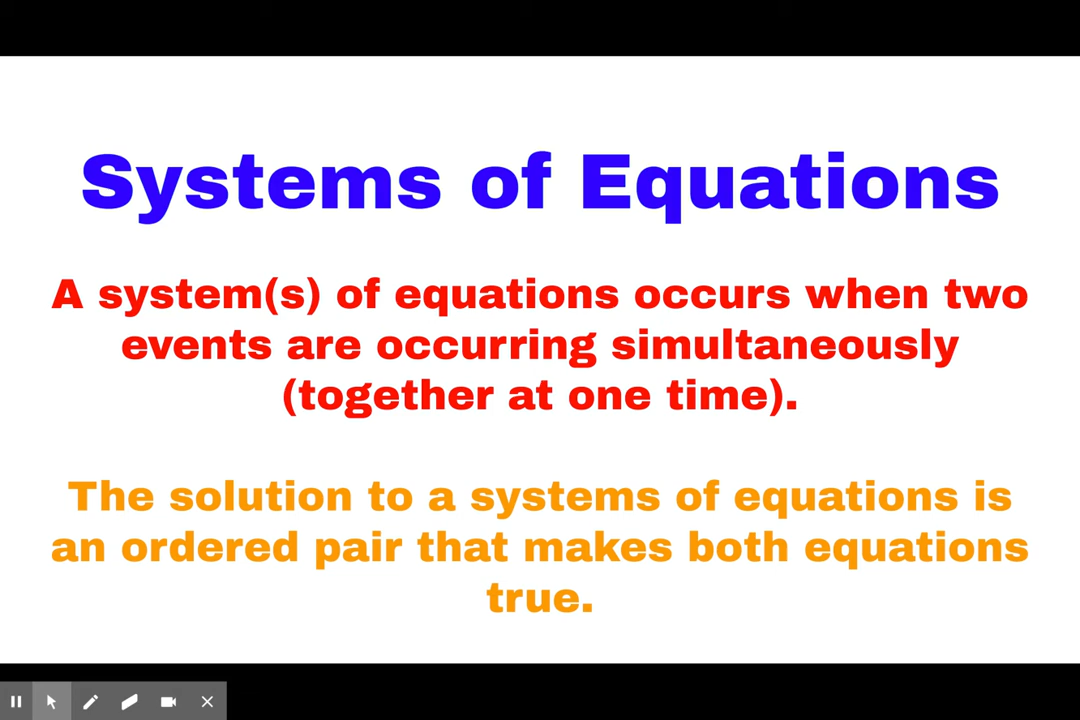 Systems of Equations
A system(s) of equations occurs when two
events are occurring simultaneously
(together at one time).
The solution to a systems of equations is
an ordered pair that makes both equations
true.